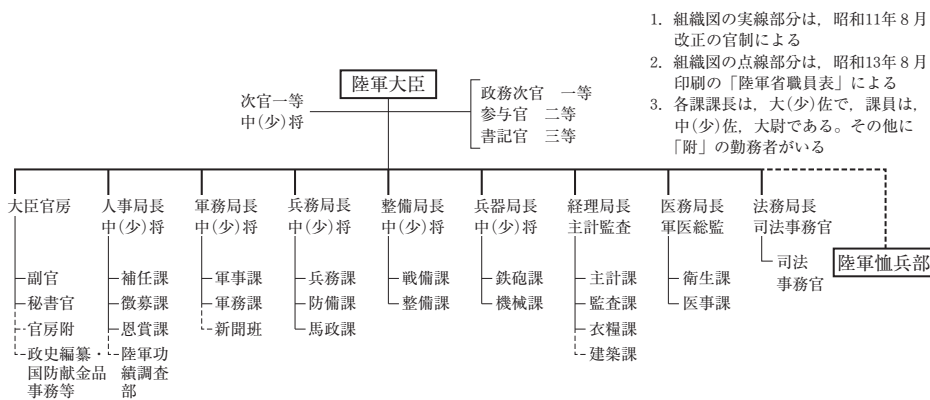 1. 組織図の実線部分は，昭和11年8月
改正の官制による
2. 組織図の点線部分は，昭和13年8月
印刷の「陸軍省職員表」による
3. 各課課長は，大(少)佐で，課員は，
中(少)佐，大尉である。その他に
「附」の勤務者がいる
陸軍大臣
次官一等
中(少)将
政務次官　一等
参与官　二等
書記官　三等
大臣官房
副官
秘書官
官房附
政史編纂・
国防献金品
事務等
人事局長
中(少)将
補任課
徴募課
恩賞課
陸軍功
績調査
部
軍務局長
中(少)将
軍事課
軍務課
新聞班
兵務局長
中(少)将
兵務課
防備課
馬政課
整備局長
中(少)将
戦備課
整備課
兵器局長
中(少)将
鉄砲課
機械課
経理局長
主計監査
主計課
監査課
衣糧課
建築課
医務局長
軍医総監
衛生課
医事課
法務局長
司法事務官
司法
事務官
陸軍恤兵部